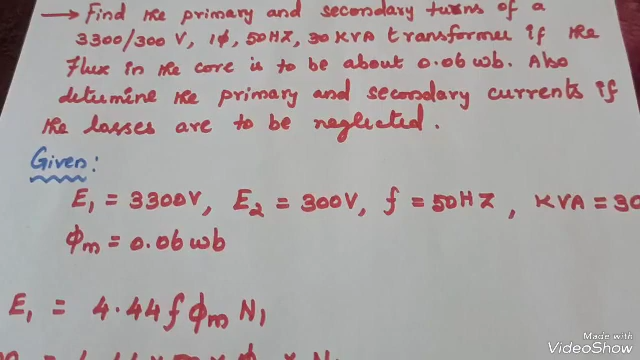 → Find the primary and secondary turns of a
3300/300 V, 1ϕ, 50HZ, 30 KVA transformer if the
flux in the core is to be about 0.06 wb. Also
determine the primary and secondary currents if
the losses are to be neglected.
Given:
E₁ = 3300V, E₂ = 300V, f = 50HZ, KVA = 30
ϕm = 0.06 wb
E₁ = 4.44 f ϕm N₁
Made with
VideoShow